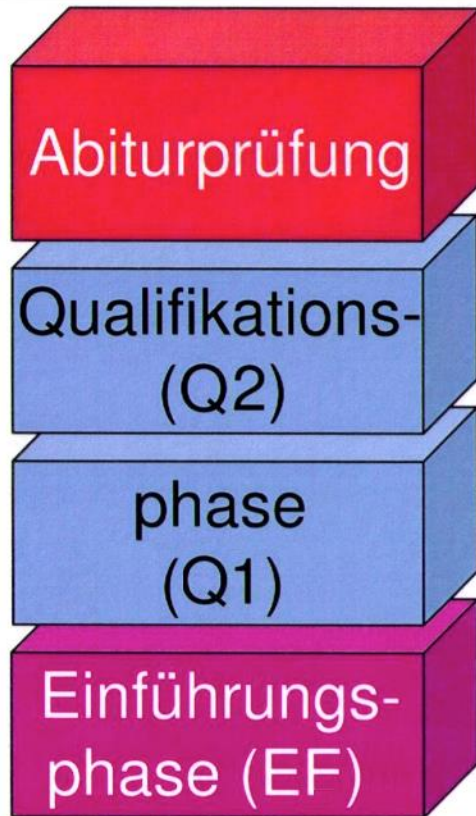 Abiturprüfung
Qualifikations-
(Q2)
phase
(Q1)
Einführungs-
phase (EF)